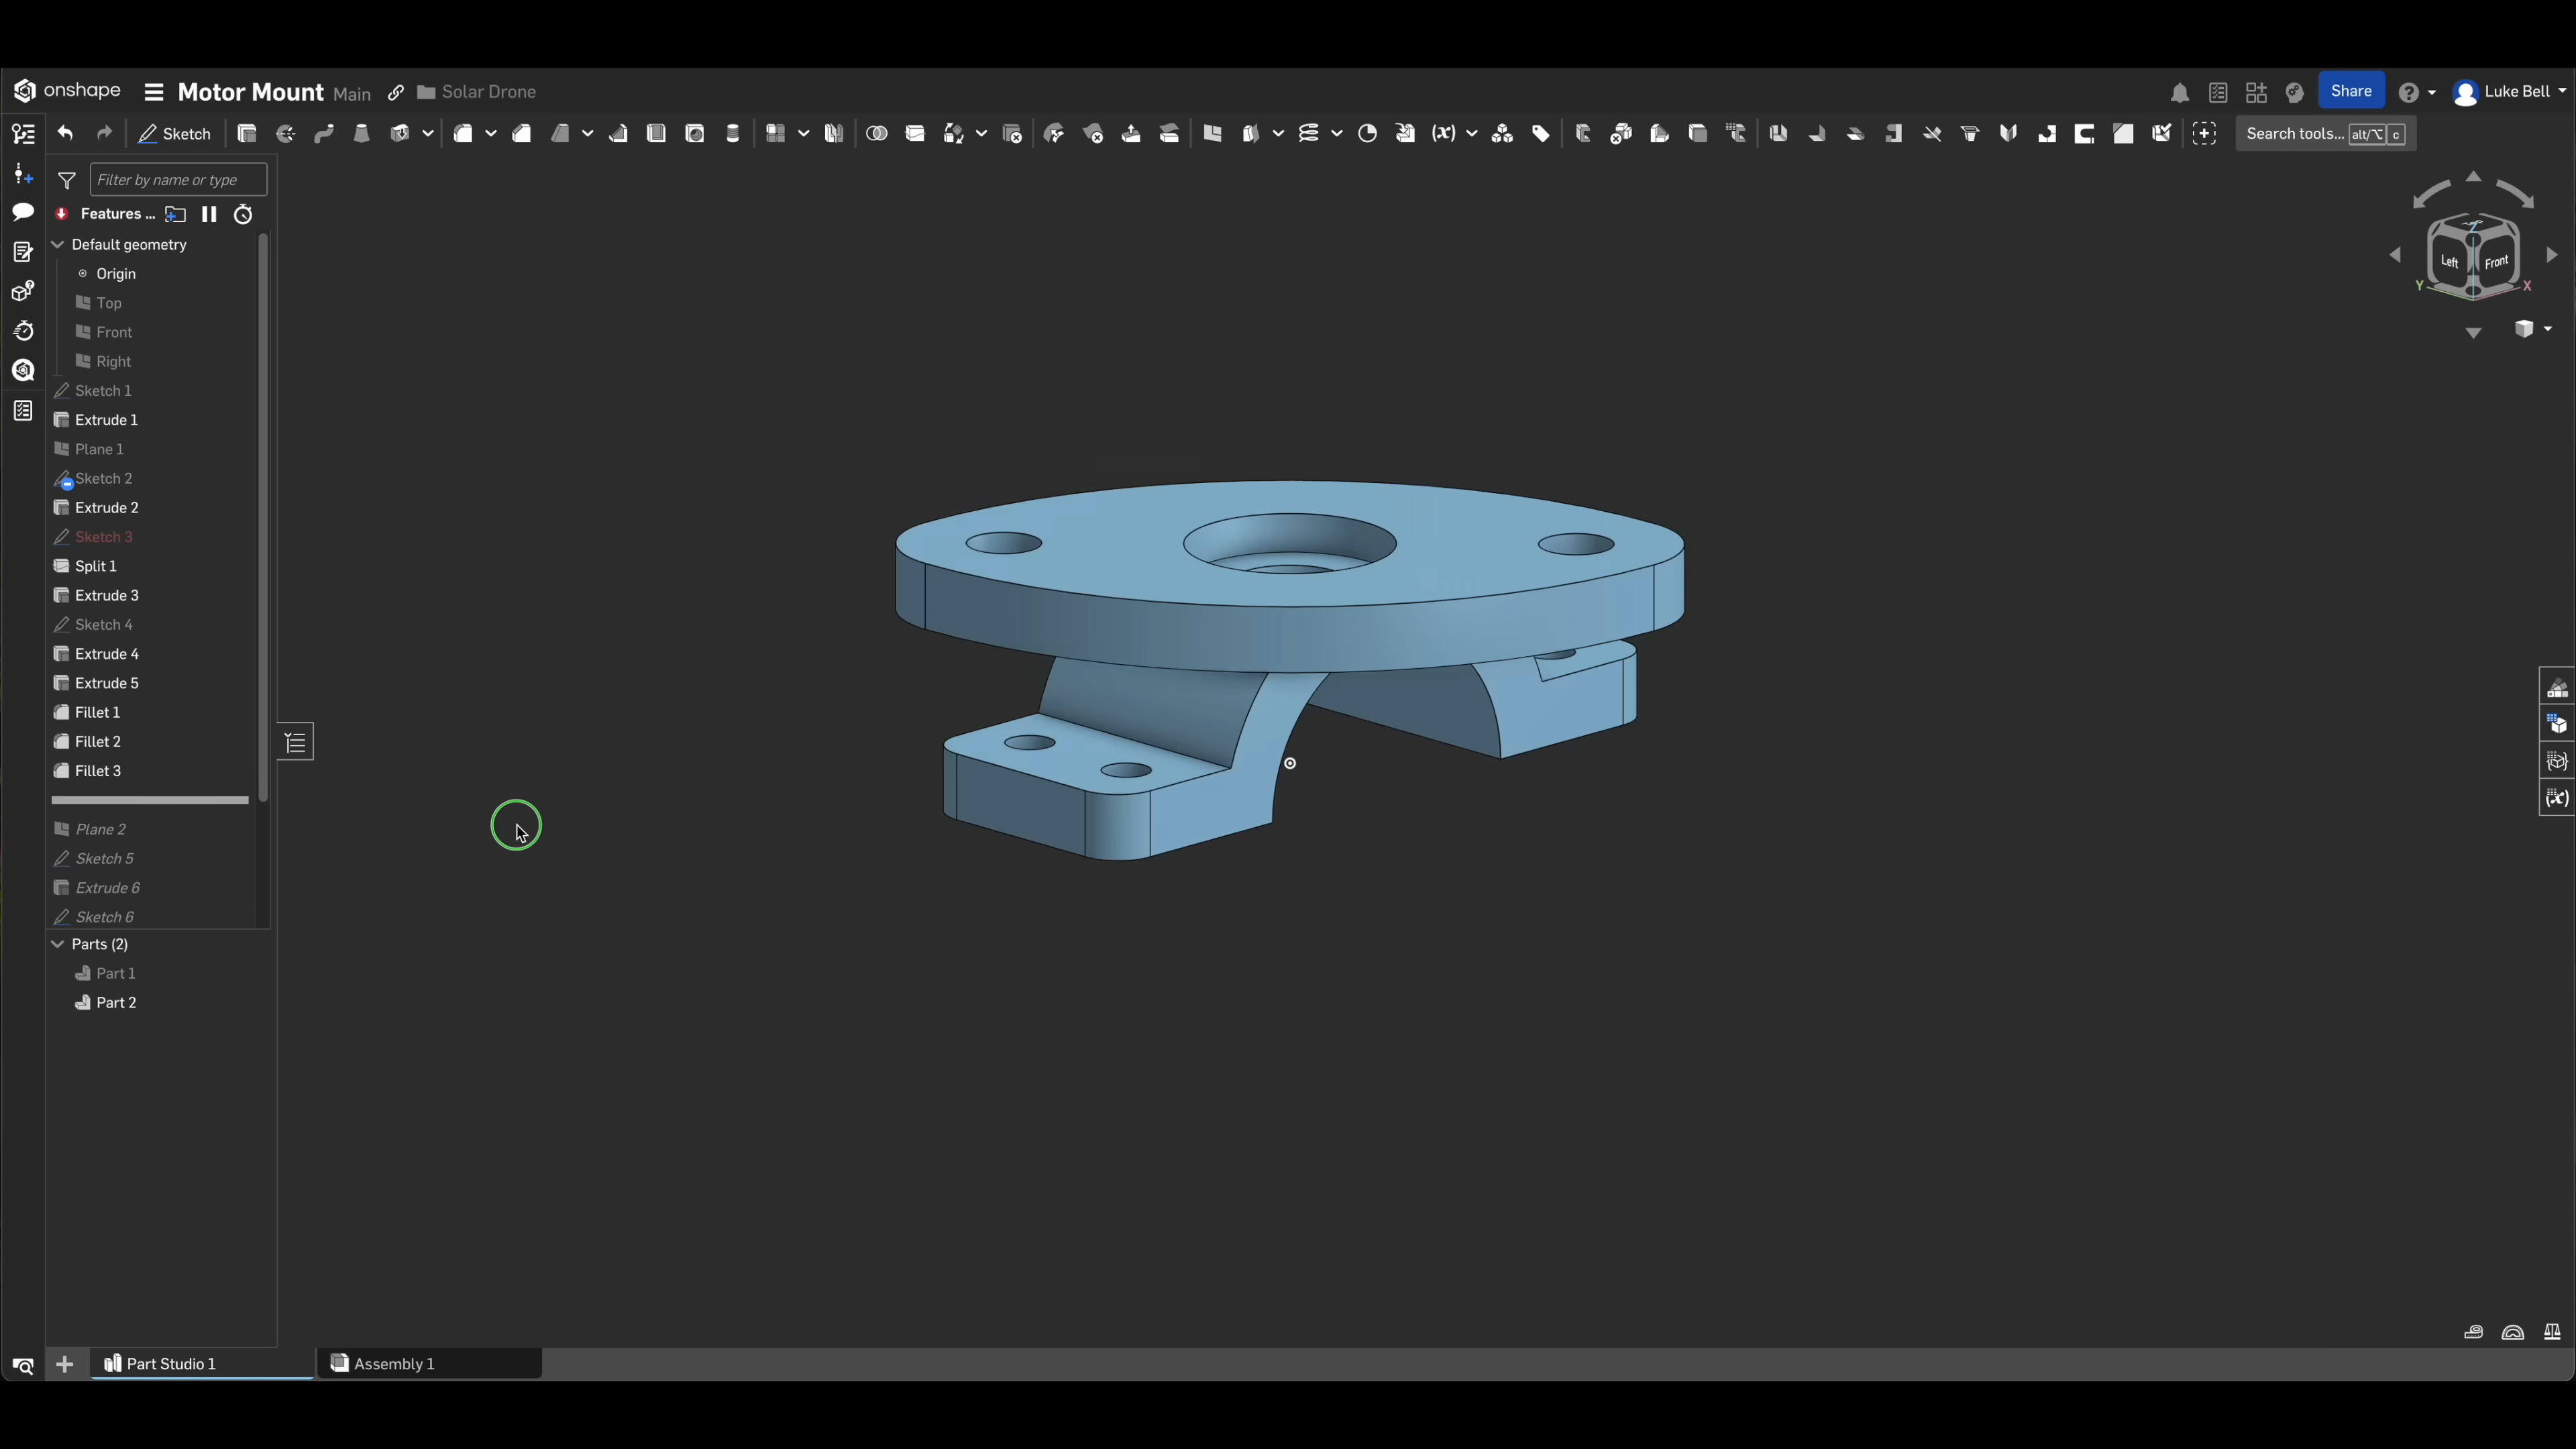 onshape Motor Mount Main Solar Drone Share Luke Bell
Sketch (x) Search tools... alt/⌥ c
Filter by name or type
Features ...
Default geometry
Origin
Top
Front
Right
Sketch 1
Extrude 1
Plane 1
Sketch 2
Extrude 2
Sketch 3
Split 1
Extrude 3
Sketch 4
Extrude 4
Extrude 5
Fillet 1
Fillet 2
Fillet 3
Plane 2
Sketch 5
Extrude 6
Sketch 6
Parts (2)
Part 1
Part 2
Z
Left Front
Y X
(x)
Part Studio 1 Assembly 1